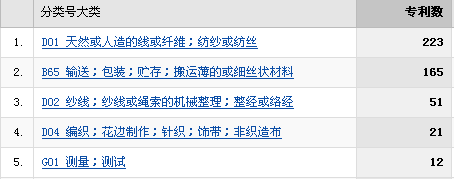 分类号大类 专利数
1. D01 天然或人造的线或纤维；纺纱或纺丝 223
2. B65 输送；包装；贮存；搬运薄的或细丝状材料 165
3. D02 纱线；纱线或绳索的机械整理；整经或络经 51
4. D04 编织；花边制作；针织；饰带；非织造布 21
5. G01 测量；测试 12